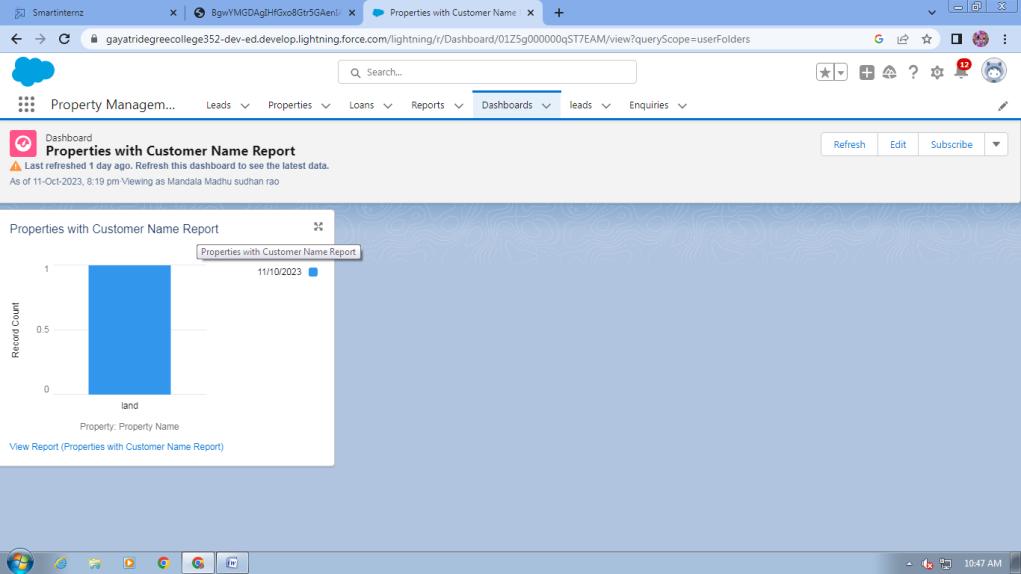 Smartinternz
BgwYMGDAgIHfGxo8Gtr5GAenI
Properties with Customer Name
gayatridegreecollege352-dev-ed.develop.lightning.force.com/lightning/r/Dashboard/01Z5g000000qST7EAM/view?queryScope=userFolders
Search...
12
Property Managem...
Leads
Properties
Loans
Reports
Dashboards
leads
Enquiries
Dashboard
Properties with Customer Name Report
Last refreshed 1 day ago. Refresh this dashboard to see the latest data.
As of 11-Oct-2023, 8:19 pm·Viewing as Mandala Madhu sudhan rao
Refresh
Edit
Subscribe
Properties with Customer Name Report
Properties with Customer Name Report
11/10/2023
1
0.5
0
Record Count
land
Property: Property Name
View Report (Properties with Customer Name Report)
10:47 AM